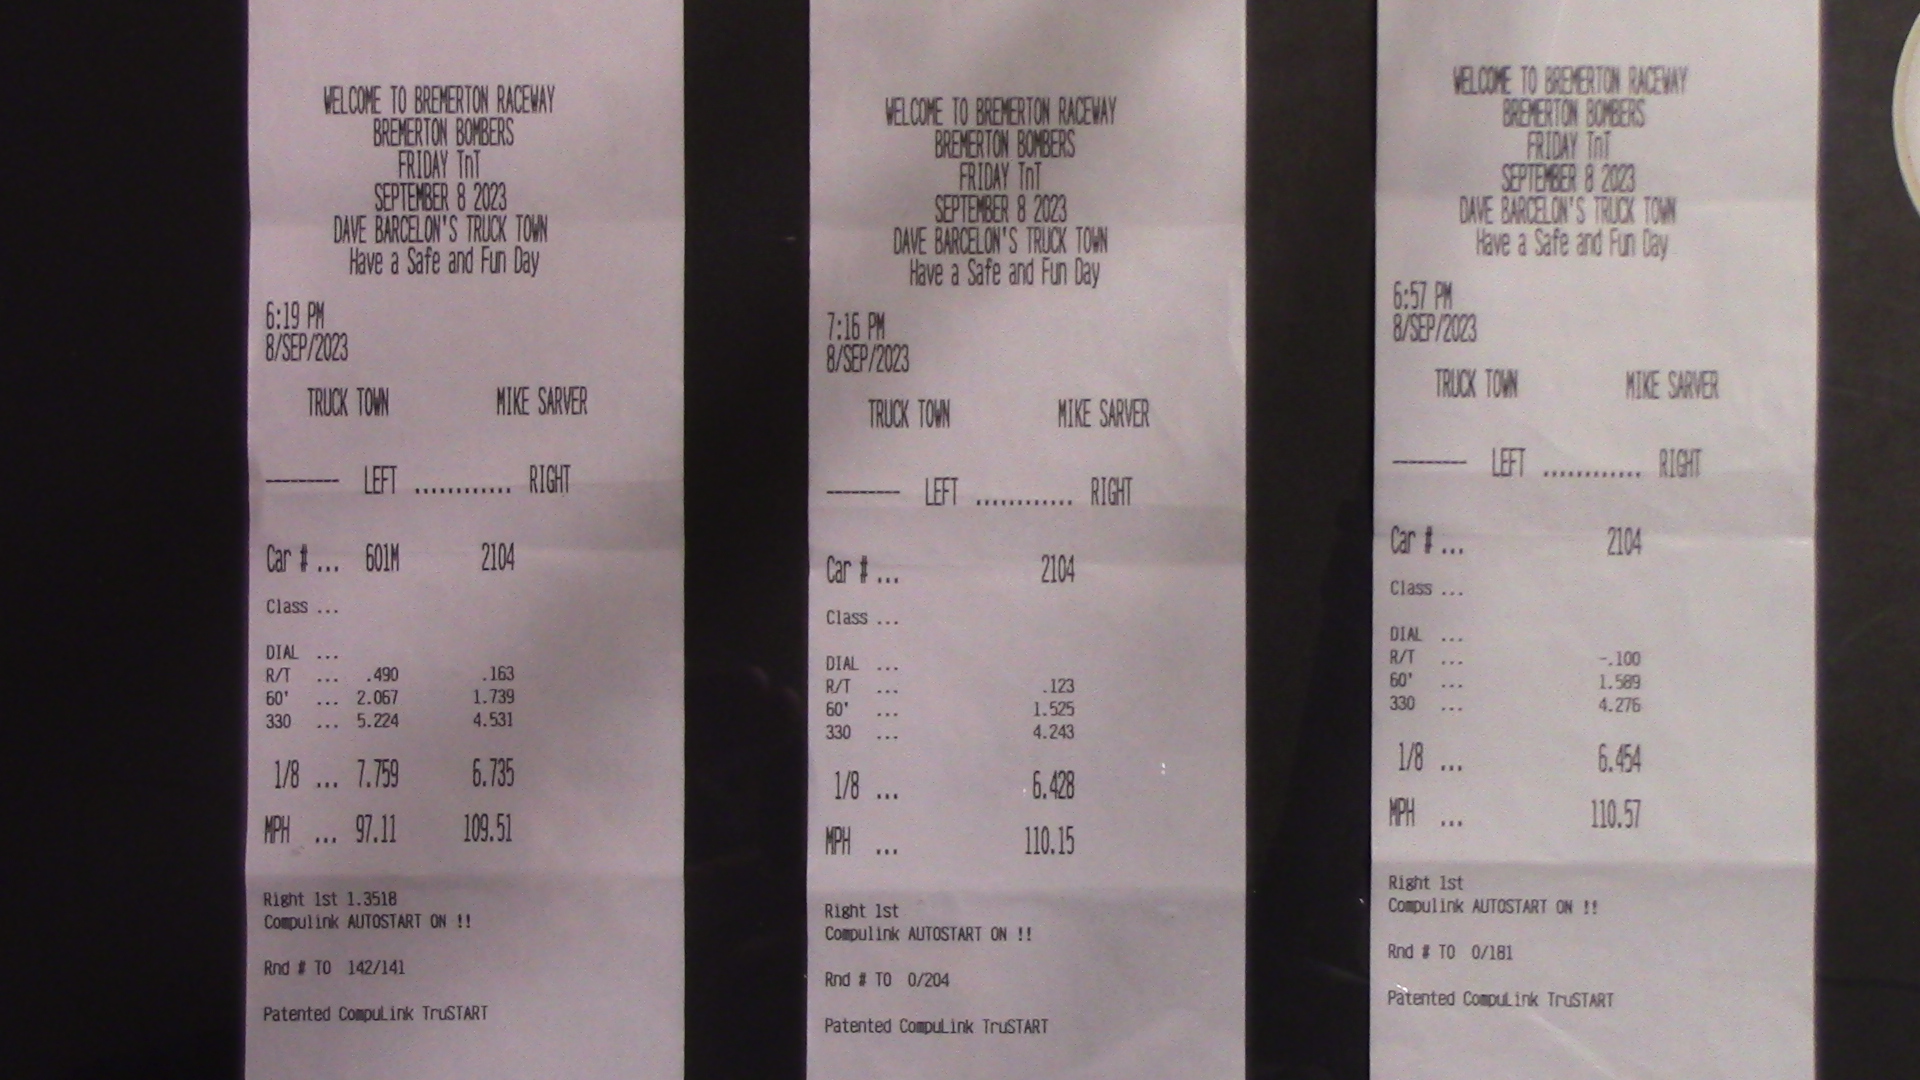 WELCOME TO BREMERTON RACEWAY
BREMERTON BOMBERS
FRIDAY TnT
SEPTEMBER 8 2023
DAVE BARCELON'S TRUCK TOWN
Have a Safe and Fun Day
6:19 PM
8/SEP/2023
TRUCK TOWN MIKE SARVER
--------- LEFT ............ RIGHT
Car # ... 601M 2104
Class ...
DIAL ...
R/T ... .490 .163
60' ... 2.067 1.739
330 ... 5.224 4.531
1/8 ... 7.759 6.735
MPH ... 97.11 109.51
Right 1st 1.3518
Compulink AUTOSTART ON !!
Rnd # TO 142/141
Patented CompuLink TruSTART
WELCOME TO BREMERTON RACEWAY
BREMERTON BOMBERS
FRIDAY TnT
SEPTEMBER 8 2023
DAVE BARCELON'S TRUCK TOWN
Have a Safe and Fun Day
7:16 PM
8/SEP/2023
TRUCK TOWN MIKE SARVER
--------- LEFT ............ RIGHT
Car # ... 2104
Class ...
DIAL ...
R/T ... .123
60' ... 1.525
330 ... 4.243
1/8 ... 6.428
MPH ... 110.15
Right 1st
Compulink AUTOSTART ON !!
Rnd # TO 0/204
Patented CompuLink TruSTART
WELCOME TO BREMERTON RACEWAY
BREMERTON BOMBERS
FRIDAY TnT
SEPTEMBER 8 2023
DAVE BARCELON'S TRUCK TOWN
Have a Safe and Fun Day
6:57 PM
8/SEP/2023
TRUCK TOWN MIKE SARVER
--------- LEFT ............ RIGHT
Car # ... 2104
Class ...
DIAL ...
R/T ... -.100
60' ... 1.589
330 ... 4.276
1/8 ... 6.454
MPH ... 110.57
Right 1st
Compulink AUTOSTART ON !!
Rnd # TO 0/181
Patented CompuLink TruSTART